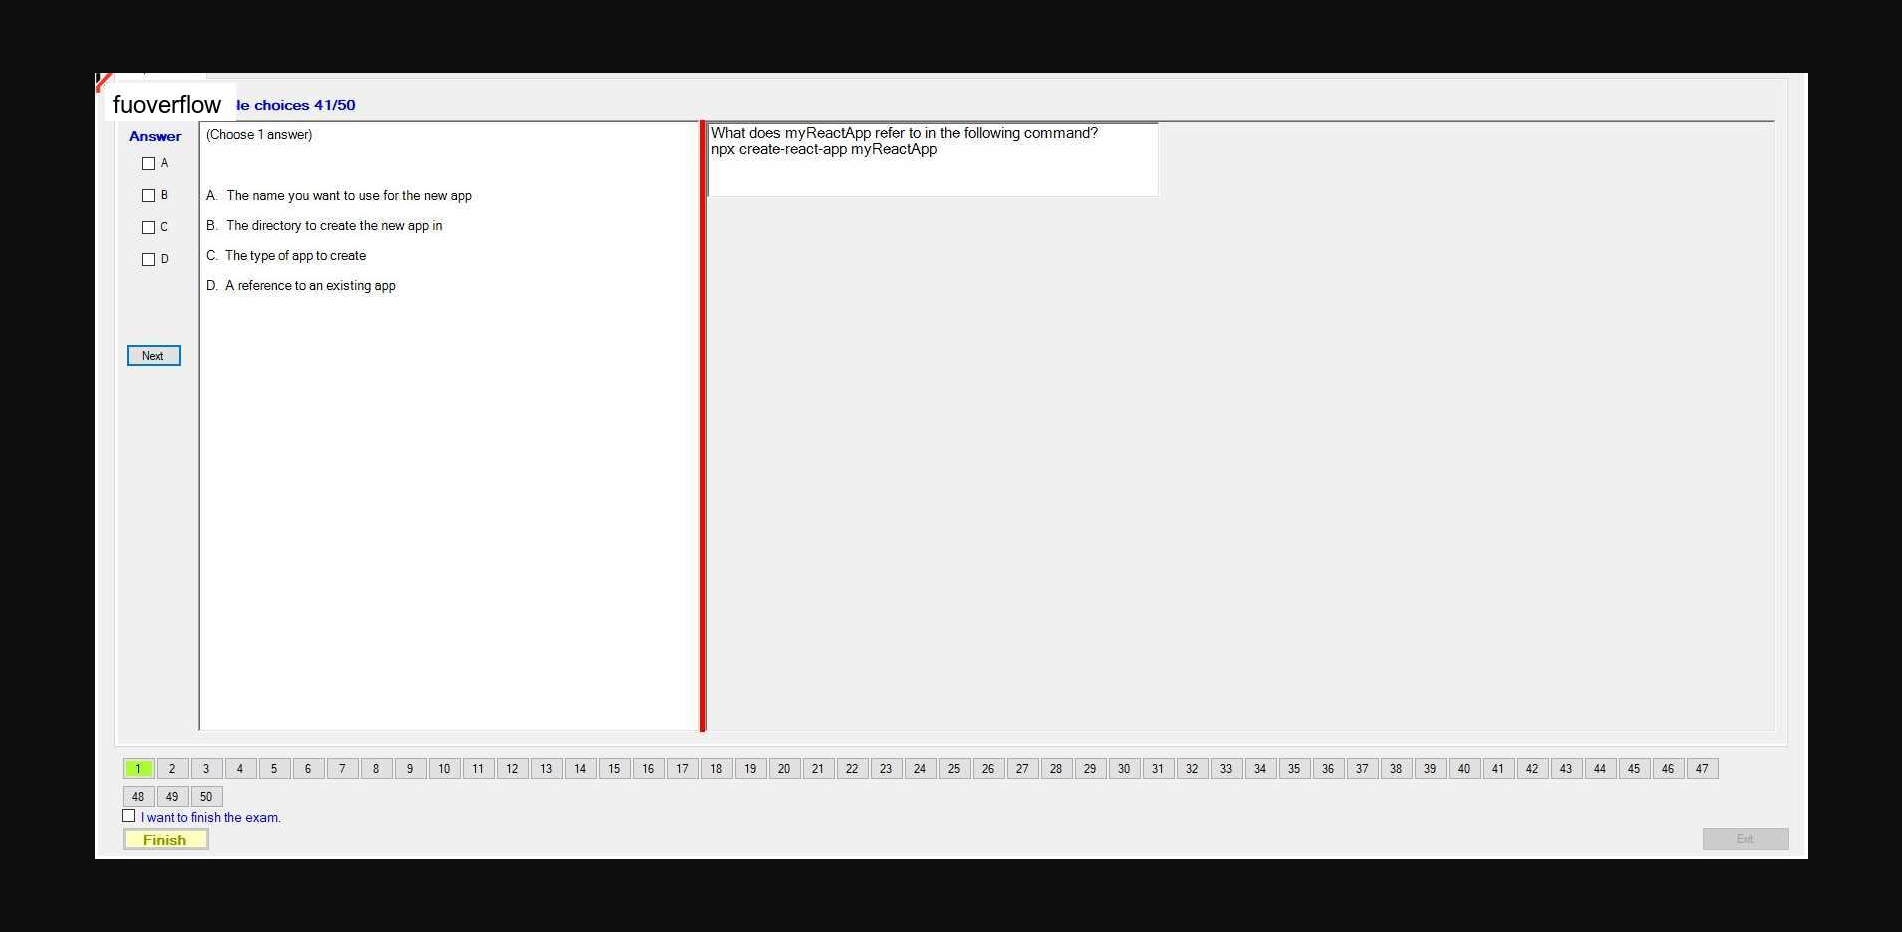 fuoverflow
le choices 41/50
Answer
A
B
C
D
Next
(Choose 1 answer)
A. The name you want to use for the new app
B. The directory to create the new app in
C. The type of app to create
D. A reference to an existing app
What does myReactApp refer to in the following command?
npx create-react-app myReactApp
1 2 3 4 5 6 7 8 9 10 11 12 13 14 15 16 17 18 19 20 21 22 23 24 25 26 27 28 29 30 31 32 33 34 35 36 37 38 39 40 41 42 43 44 45 46 47
48 49 50
I want to finish the exam.
Finish
Exit